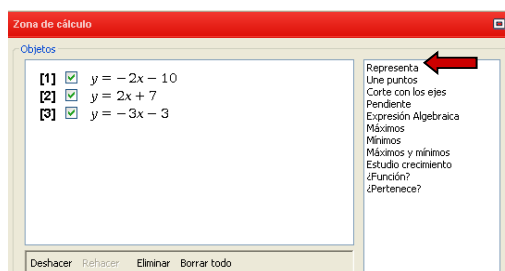 Zona de cálculo
Objetos
[1] y = −2x − 10
[2] y = 2x + 7
[3] y = −3x − 3
Deshacer Rehacer Eliminar Borrar todo
Representa
Une puntos
Corte con los ejes
Pendiente
Expresión Algebraica
Máximos
Mínimos
Máximos y mínimos
Estudio crecimiento
¿Función?
¿Pertenece?